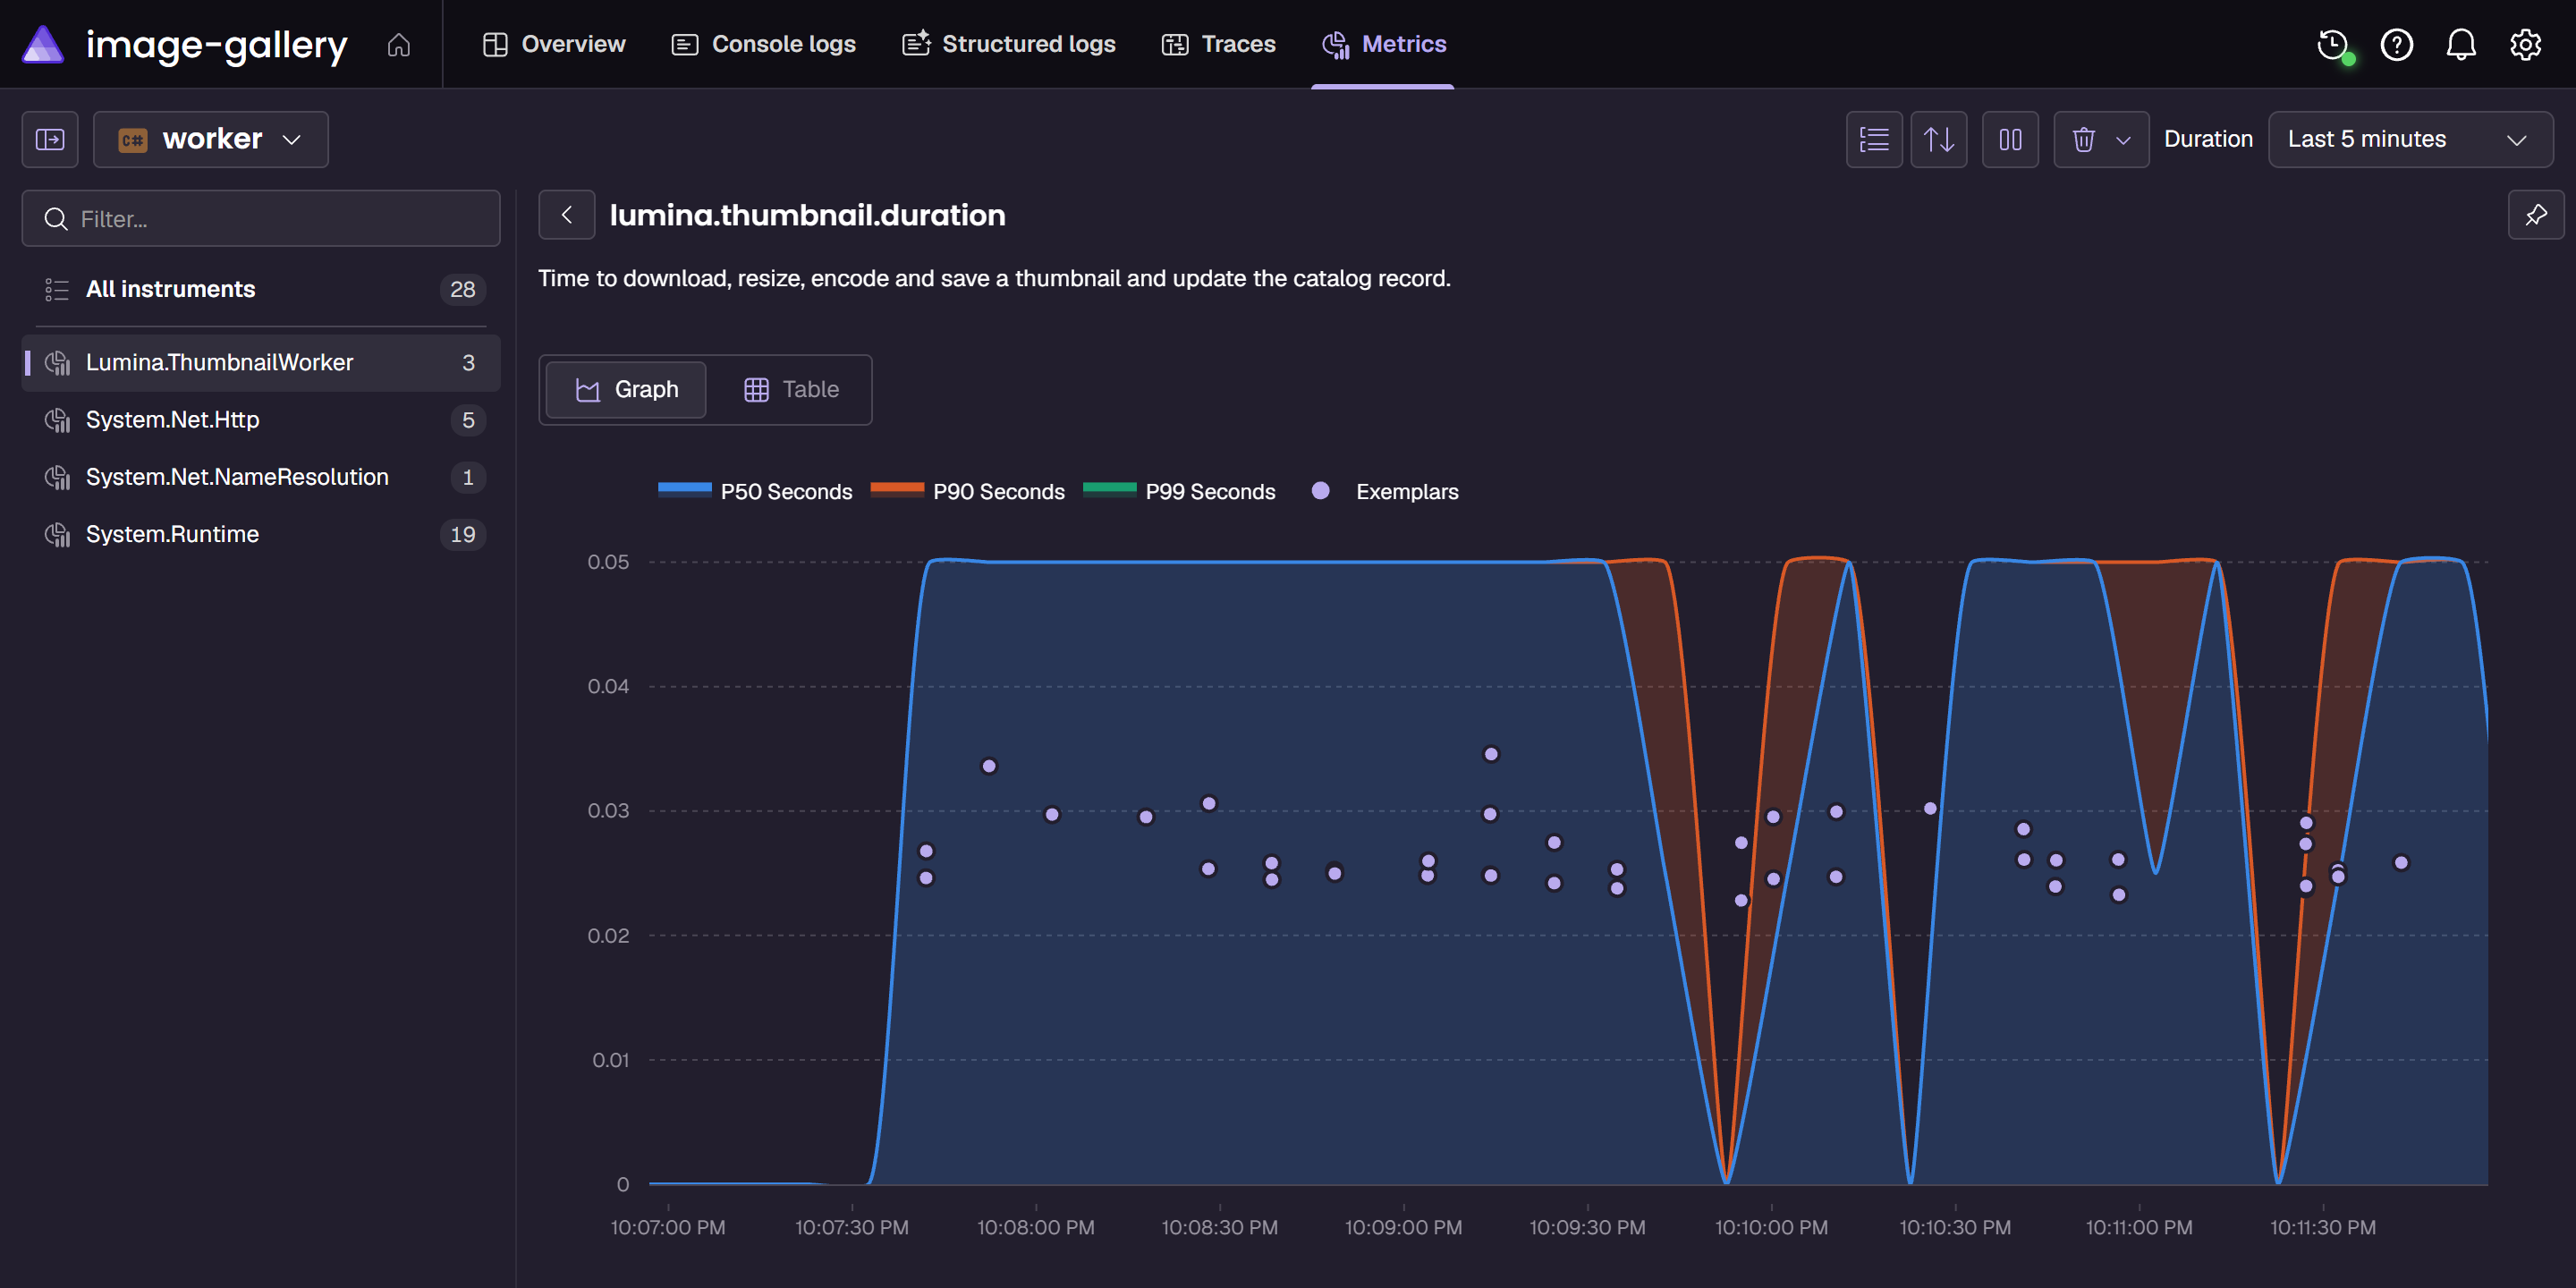 image-gallery
Overview
Console logs
Structured logs
Traces
Metrics
C# worker
Duration
Last 5 minutes
Filter...
All instruments 28
Lumina.ThumbnailWorker 3
System.Net.Http 5
System.Net.NameResolution 1
System.Runtime 19
lumina.thumbnail.duration
Time to download, resize, encode and save a thumbnail and update the catalog record.
Graph
Table
P50 Seconds
P90 Seconds
P99 Seconds
Exemplars
0.05
0.04
0.03
0.02
0.01
0
10:07:00 PM
10:07:30 PM
10:08:00 PM
10:08:30 PM
10:09:00 PM
10:09:30 PM
10:10:00 PM
10:10:30 PM
10:11:00 PM
10:11:30 PM